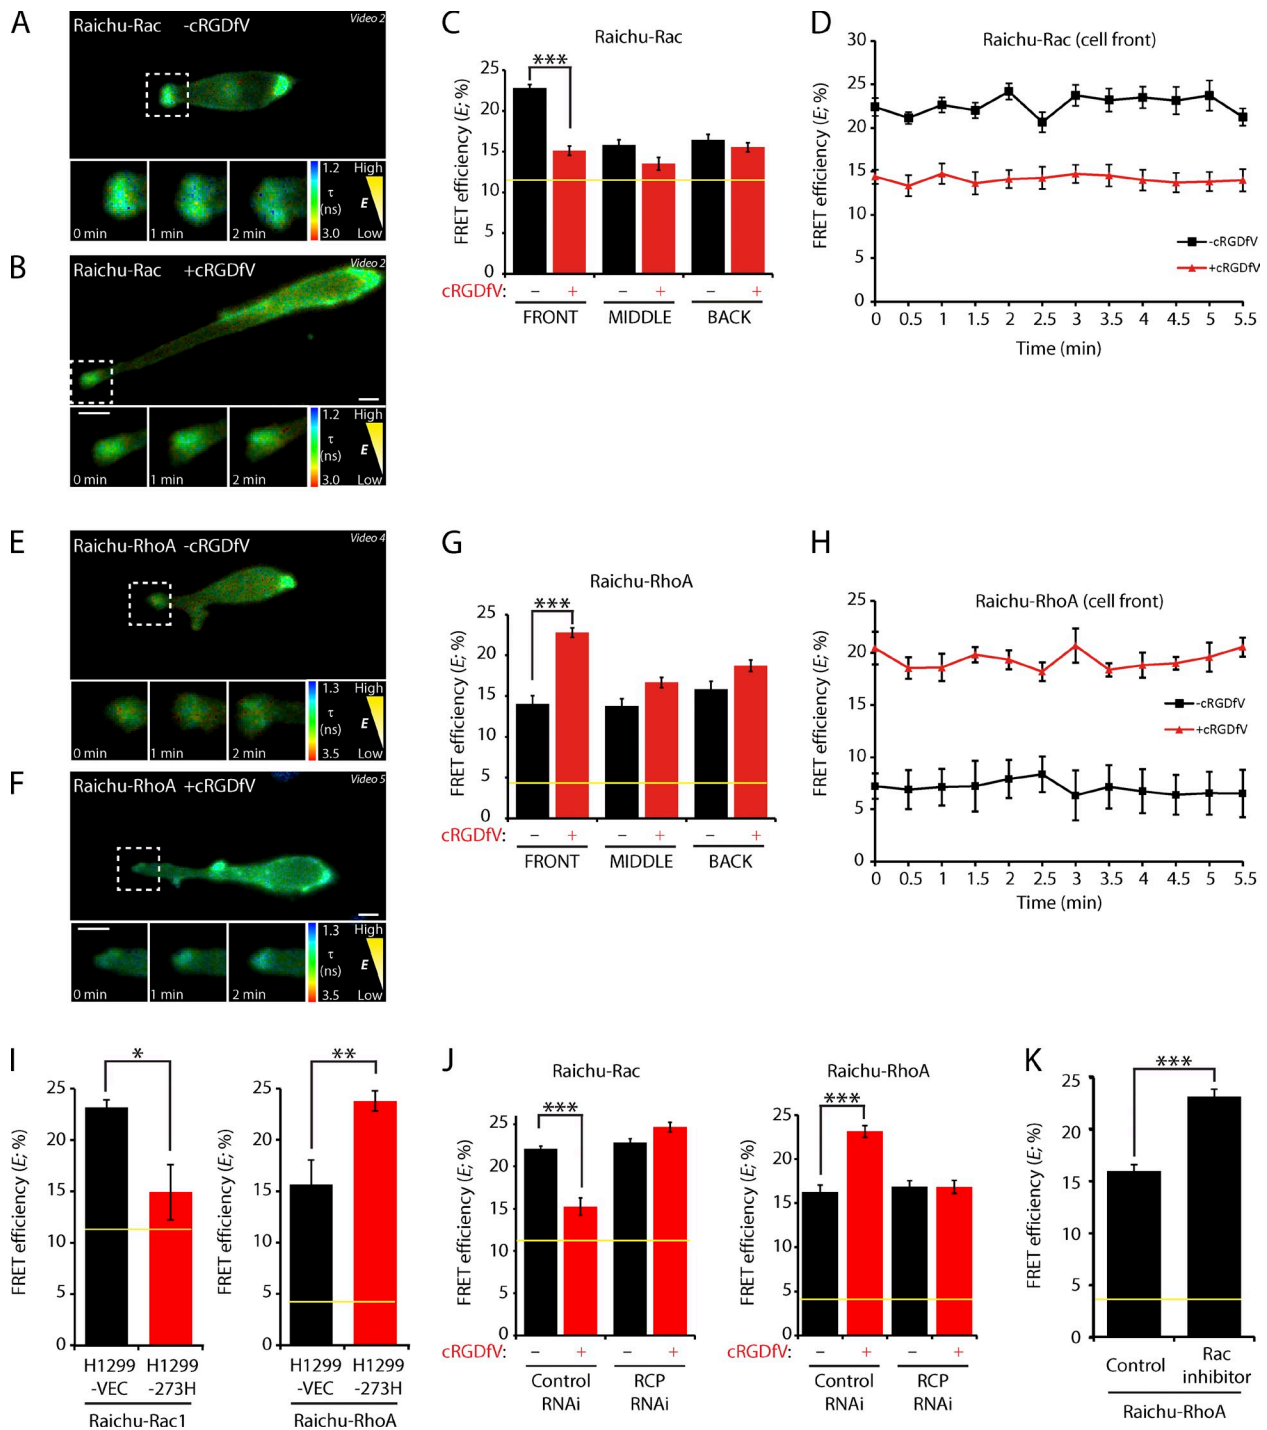 A
Raichu-Rac -cRGDfV
Video 2
0 min
1 min
2 min
1.2
τ
(ns)
3.0
High
E
Low
B
Raichu-Rac +cRGDfV
Video 2
0 min
1 min
2 min
1.2
τ
(ns)
3.0
High
E
Low
C
Raichu-Rac
***
FRET efficiency (E; %)
25
20
15
10
5
0
cRGDfV: – + – + – +
FRONT MIDDLE BACK
D
Raichu-Rac (cell front)
FRET efficiency (E; %)
30
25
20
15
10
5
0
-cRGDfV
+cRGDfV
0 0.5 1 1.5 2 2.5 3 3.5 4 4.5 5 5.5
Time (min)
E
Raichu-RhoA -cRGDfV
Video 4
0 min
1 min
2 min
1.3
τ
(ns)
3.5
High
E
Low
F
Raichu-RhoA +cRGDfV
Video 5
0 min
1 min
2 min
1.3
τ
(ns)
3.5
High
E
Low
G
Raichu-RhoA
***
FRET efficiency (E; %)
25
20
15
10
5
0
cRGDfV: – + – + – +
FRONT MIDDLE BACK
H
Raichu-RhoA (cell front)
FRET efficiency (E; %)
25
20
15
10
5
0
-cRGDfV
+cRGDfV
0 0.5 1 1.5 2 2.5 3 3.5 4 4.5 5 5.5
Time (min)
I
*
FRET efficiency (E; %)
25
20
15
10
5
0
H1299 H1299
-VEC -273H
Raichu-Rac1
**
FRET efficiency (E; %)
25
20
15
10
5
0
H1299 H1299
-VEC -273H
Raichu-RhoA
J
Raichu-Rac
***
FRET efficiency (E; %)
25
20
15
10
5
0
cRGDfV: – + – +
Control RCP
RNAi RNAi
Raichu-RhoA
***
FRET efficiency (E; %)
25
20
15
10
5
0
cRGDfV: – + – +
Control RCP
RNAi RNAi
K
***
FRET efficiency (E; %)
25
20
15
10
5
0
Control Rac
inhibitor
Raichu-RhoA